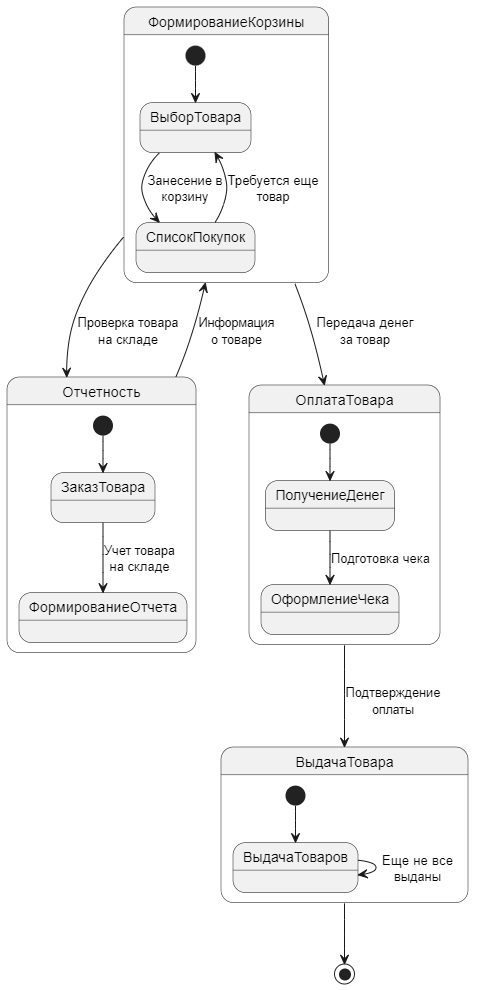 ФормированиеКорзины
ВыборТовара
Занесение в
корзину
Требуется еще
товар
СписокПокупок
Проверка товара
на складе
Информация
о товаре
Передача денег
за товар
Отчетность
ЗаказТовара
Учет товара
на складе
ФормированиеОтчета
ОплатаТовара
ПолучениеДенег
Подготовка чека
ОформлениеЧека
Подтверждение
оплаты
ВыдачаТовара
ВыдачаТоваров
Еще не все
выданы